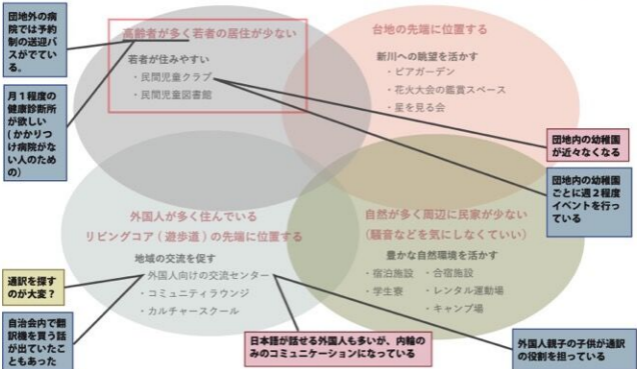 団地外の病
院では予約
制の送迎バ
スがでてい
る。
高齢者が多く若者の居住が少ない
若者が住みやすい
・民間児童クラブ
・民間児童図書館
台地の先端に位置する
新川への眺望を活かす
・ビアガーデン
・花火大会の鑑賞スペース
・星を見る会
月１程度の
健康診断所
が欲しい
(かかりつ
け病院がな
い人のため
の)
団地内の幼稚園
が近々なくなる
団地内の幼稚園
ごとに週２程度
イベントを行っ
ている
外国人が多く住んでいる
リビングコア(遊歩道)の先端に位置する
地域の交流を促す
・外国人向けの交流センター
・コミュニティラウンジ
・カルチャースクール
自然が多く周辺に民家が少ない
(騒音などを気にしなくていい)
豊かな自然環境を活かす
・宿泊施設 ・合宿施設
・学生寮 ・レンタル運動場
・キャンプ場
通訳を探す
のが大変？
自治会内で翻
訳機を買う話
が出ていたこ
ともあった
日本語が話せる外国人も多いが、内輪の
みのコミュニケーションになっている
外国人親子の子供が通訳
の役割を担っている